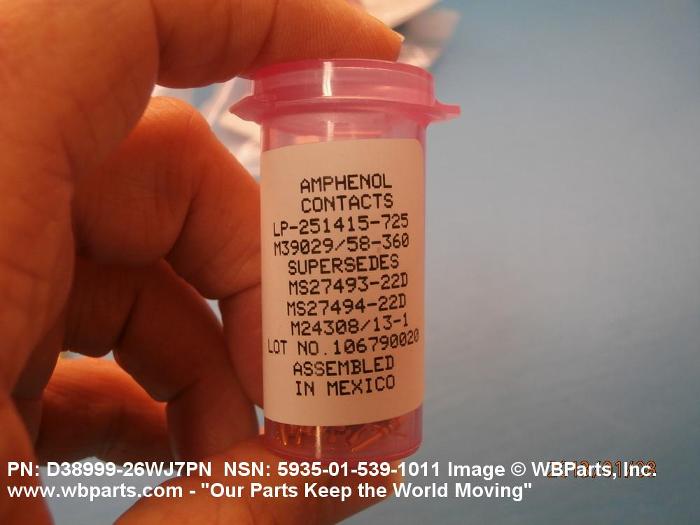 AMPHENOL
CONTACTS
LP-251415-725
M39029/58-360
SUPERSEDES
MS27493-22D
MS27494-22D
M24308/13-1
LOT NO.106790020
ASSEMBLED
IN MEXICO
PN: D38999-26WJ7PN NSN: 5935-01-539-1011 Image © WBParts, Inc.
www.wbparts.com - "Our Parts Keep the World Moving"